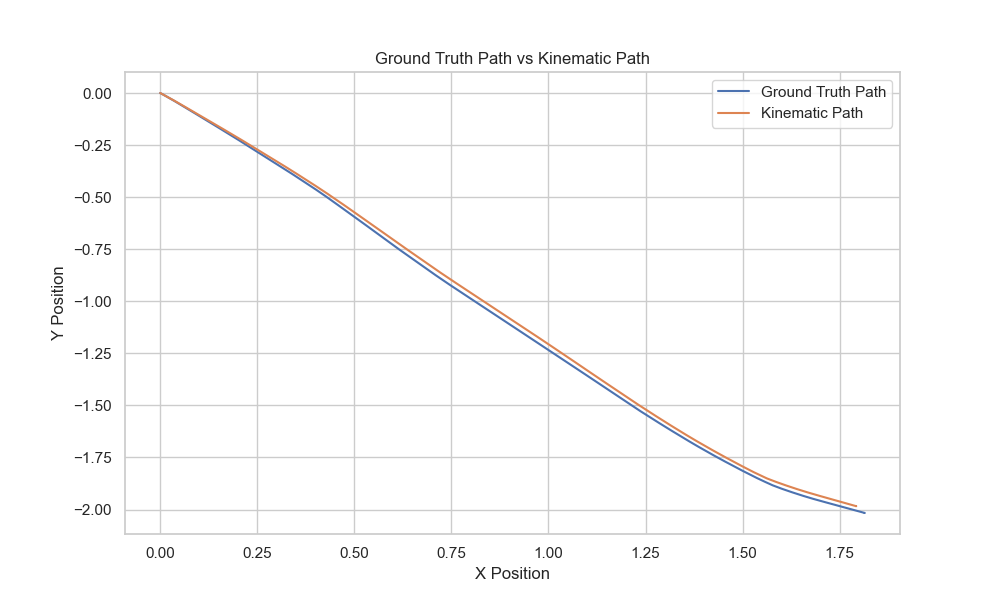 Ground Truth Path vs Kinematic Path
Ground Truth Path
Kinematic Path
Y Position
0.00
−0.25
−0.50
−0.75
−1.00
−1.25
−1.50
−1.75
−2.00
0.00 0.25 0.50 0.75 1.00 1.25 1.50 1.75
X Position